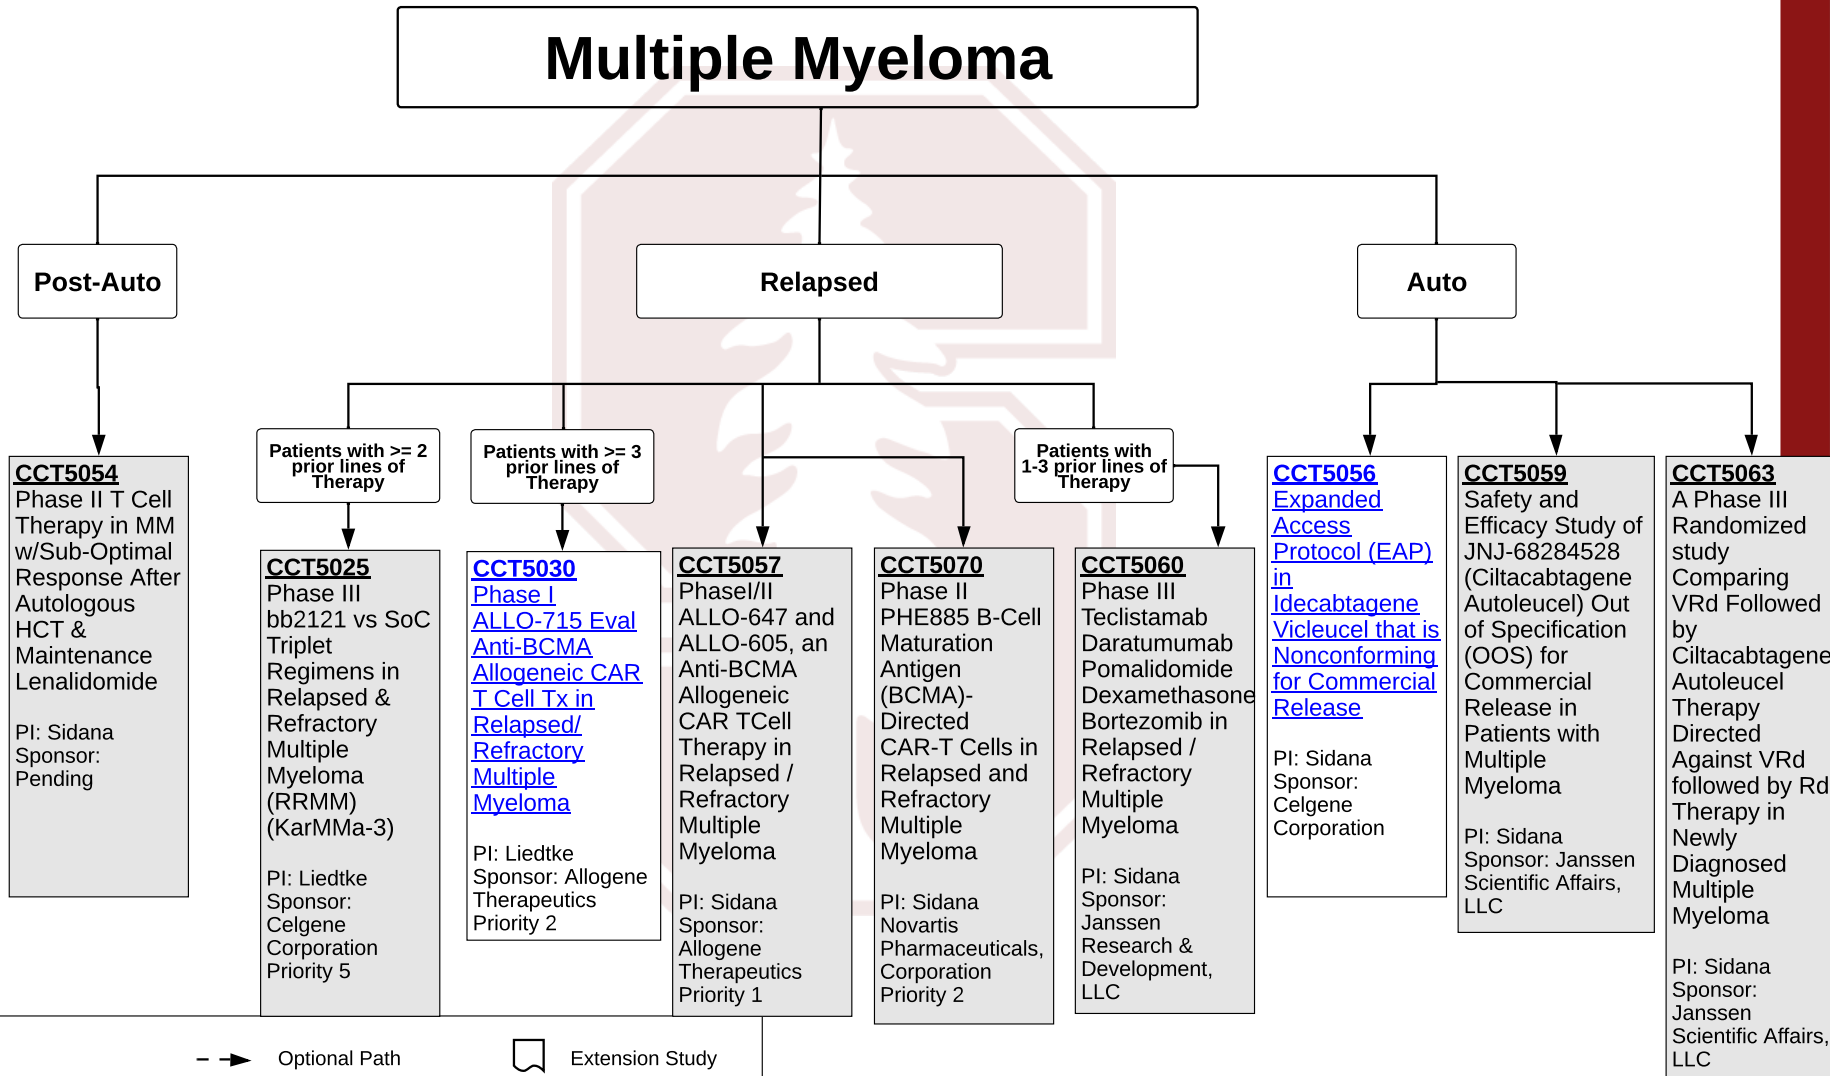 Multiple Myeloma
Post-Auto
Relapsed
Auto
Patients with >= 2
prior lines of
Therapy
Patients with >= 3
prior lines of
Therapy
Patients with
1-3 prior lines of
Therapy
CCT5054
Phase II T Cell
Therapy in MM
w/Sub-Optimal
Response After
Autologous
HCT &
Maintenance
Lenalidomide
PI: Sidana
Sponsor:
Pending
CCT5025
Phase III
bb2121 vs SoC
Triplet
Regimens in
Relapsed &
Refractory
Multiple
Myeloma
(RRMM)
(KarMMa-3)
PI: Liedtke
Sponsor:
Celgene
Corporation
Priority 5
CCT5030
Phase I
ALLO-715 Eval
Anti-BCMA
Allogeneic CAR
T Cell Tx in
Relapsed/
Refractory
Multiple
Myeloma
PI: Liedtke
Sponsor: Allogene
Therapeutics
Priority 2
CCT5057
PhaseI/II
ALLO-647 and
ALLO-605, an
Anti-BCMA
Allogeneic
CAR TCell
Therapy in
Relapsed /
Refractory
Multiple
Myeloma
PI: Sidana
Sponsor:
Allogene
Therapeutics
Priority 1
CCT5070
Phase II
PHE885 B-Cell
Maturation
Antigen
(BCMA)-
Directed
CAR-T Cells in
Relapsed and
Refractory
Multiple
Myeloma
PI: Sidana
Novartis
Pharmaceuticals,
Corporation
Priority 2
CCT5060
Phase III
Teclistamab
Daratumumab
Pomalidomide
Dexamethasone
Bortezomib in
Relapsed /
Refractory
Multiple
Myeloma
PI: Sidana
Sponsor:
Janssen
Research &
Development,
LLC
CCT5056
Expanded
Access
Protocol (EAP)
in
Idecabtagene
Vicleucel that is
Nonconforming
for Commercial
Release
PI: Sidana
Sponsor:
Celgene
Corporation
CCT5059
Safety and
Efficacy Study of
JNJ-68284528
(Ciltacabtagene
Autoleucel) Out
of Specification
(OOS) for
Commercial
Release in
Patients with
Multiple
Myeloma
PI: Sidana
Sponsor: Janssen
Scientific Affairs,
LLC
CCT5063
A Phase III
Randomized
study
Comparing
VRd Followed
by
Ciltacabtagene
Autoleucel
Therapy
Directed
Against VRd
followed by Rd
Therapy in
Newly
Diagnosed
Multiple
Myeloma
PI: Sidana
Sponsor:
Janssen
Scientific Affairs,
LLC
Optional Path
Extension Study